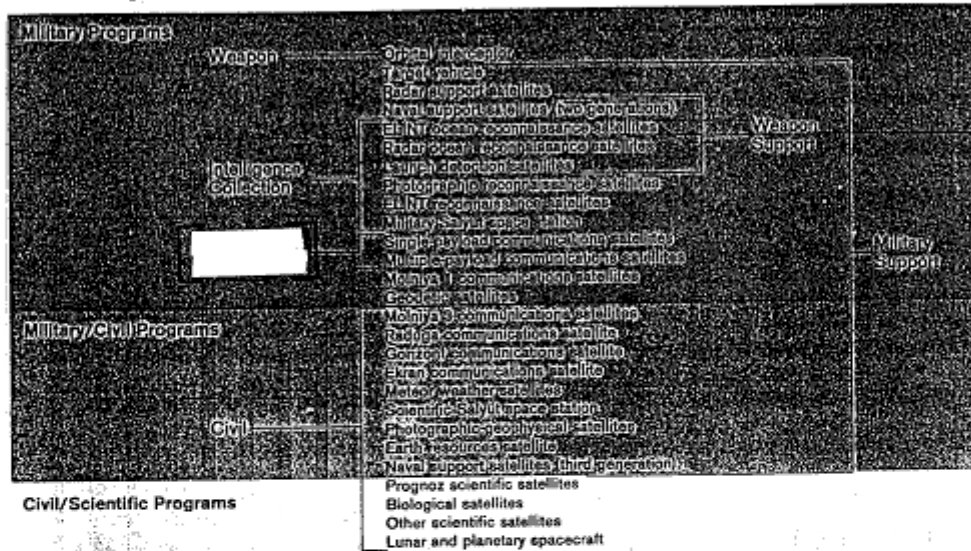 Military Programs
Weapon
Orbital interceptor
Target vehicle
Radar support satellites
Naval support satellites (two generations)
ELINT ocean reconnaissance satellites
Radar ocean reconnaissance satellites
Launch detection satellites
Weapon
Support
Intelligence
Collection
Photographic reconnaissance satellites
ELINT reconnaissance satellites
Military Salyut space station
Single-payload communications satellites
Multiple-payload communications satellites
Molniya 1 communications satellites
Geodetic satellites
Military
Support
Military/Civil Programs
Molniya 3 communications satellites
Raduga communications satellite
Gorizont communications satellite
Ekran communications satellite
Meteor weather satellites
Scientific Salyut space station
Photographic-geophysical satellites
Earth resources satellite
Naval support satellites (third generation)
Civil
Civil/Scientific Programs
Prognoz scientific satellites
Biological satellites
Other scientific satellites
Lunar and planetary spacecraft